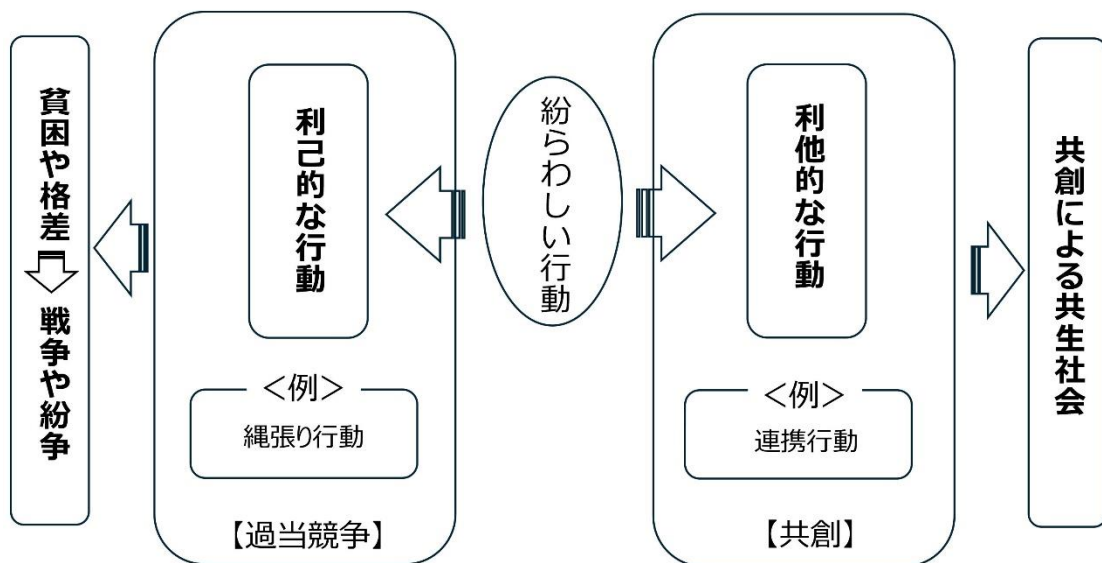 貧困や格差
戦争や紛争
利己的な行動
＜例＞
縄張り行動
【過当競争】
紛らわしい行動
利他的な行動
＜例＞
連携行動
【共創】
共創による共生社会